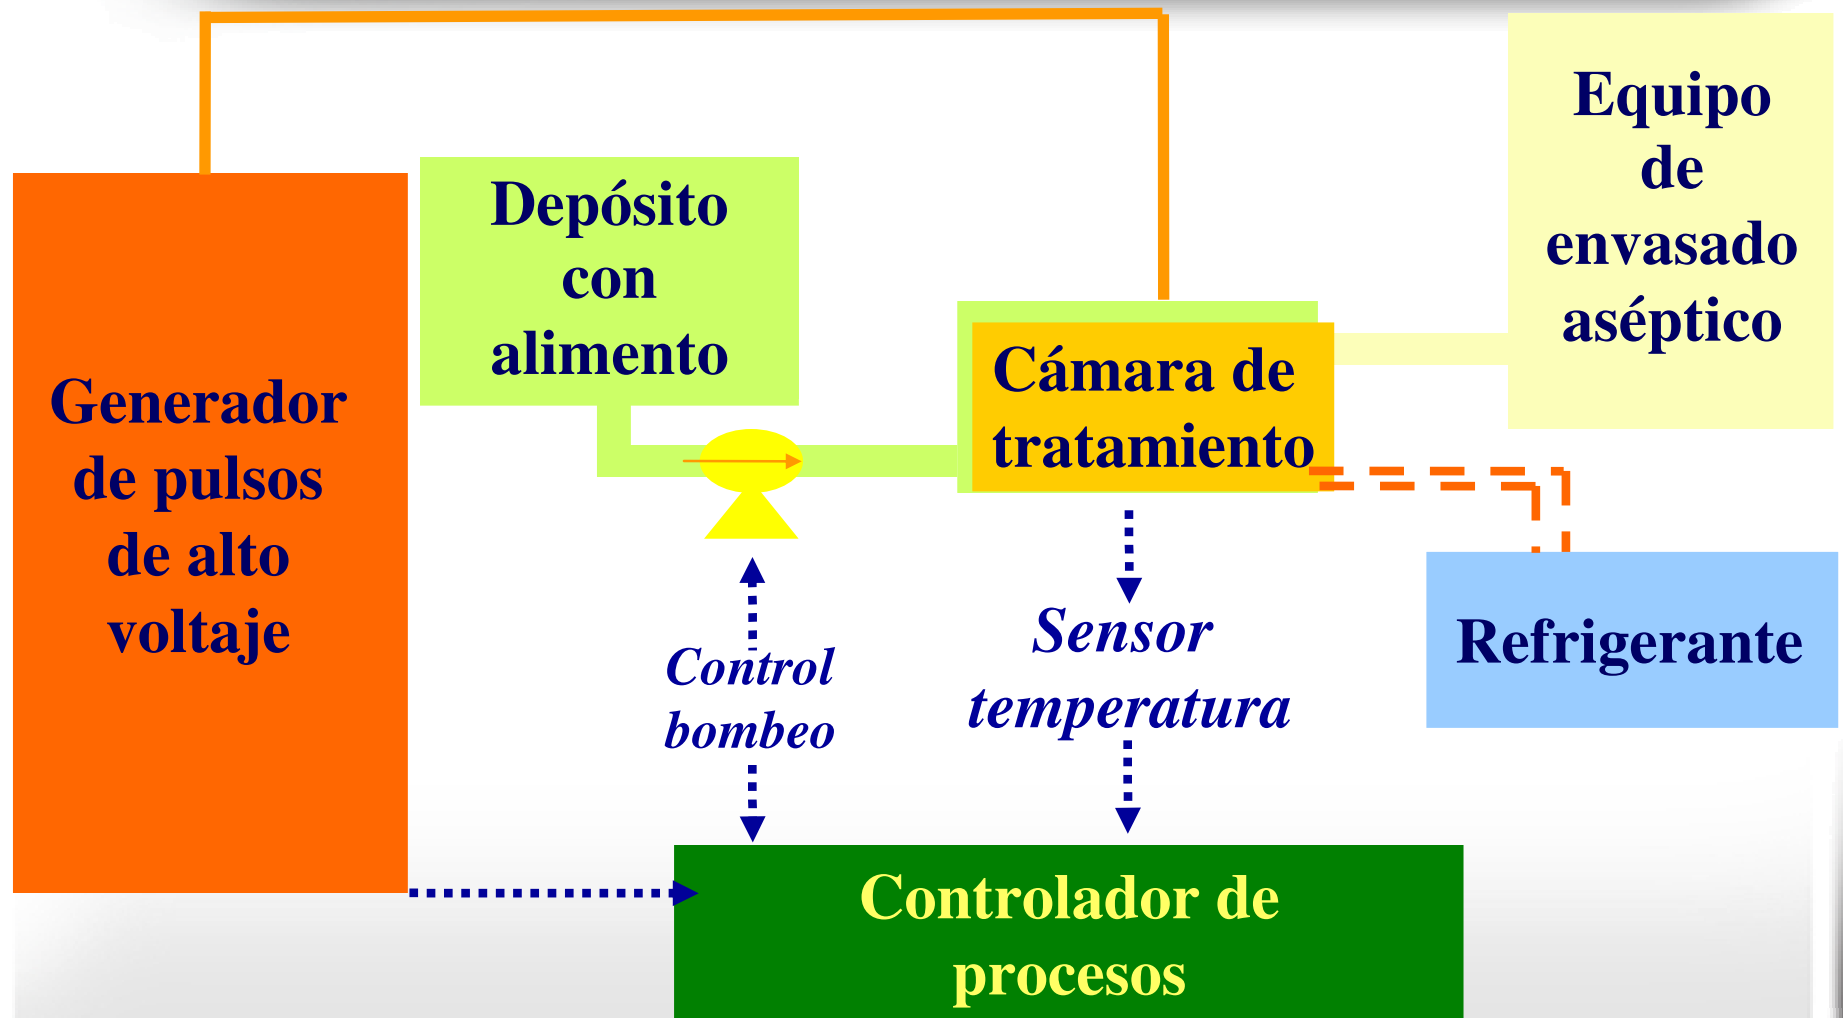 Generador
de pulsos
de alto
voltaje
Depósito
con
alimento
Cámara de
tratamiento
Equipo
de
envasado
aséptico
Refrigerante
Control
bombeo
Sensor
temperatura
Controlador de
procesos